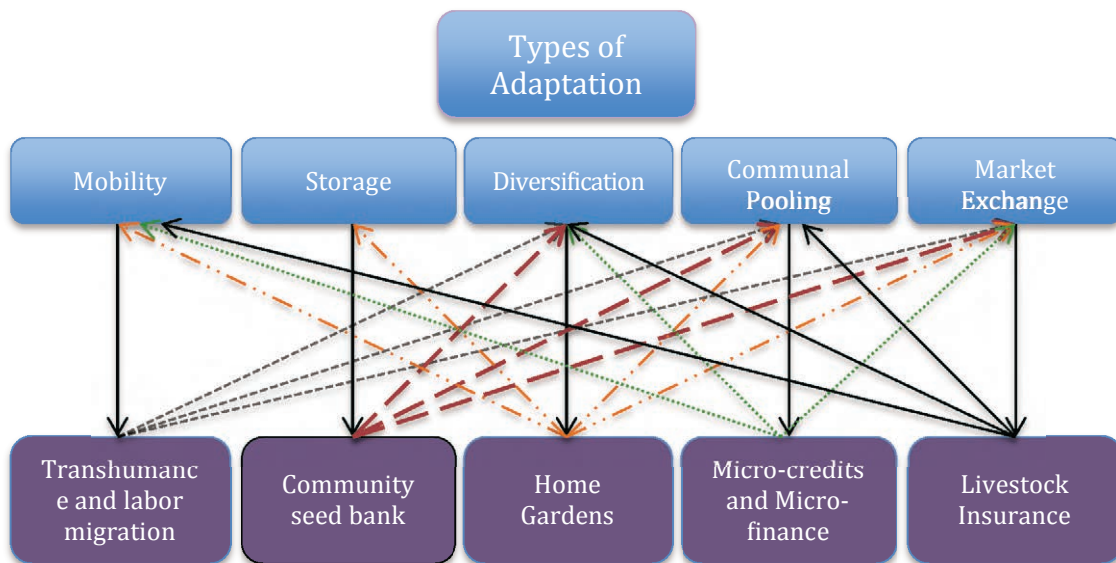 Types of
Adaptation
Mobility
Storage
Diversification
Communal
Pooling
Market
Exchange
Transhumanc
e and labor
migration
Community
seed bank
Home
Gardens
Micro-credits
and Micro-
finance
Livestock
Insurance